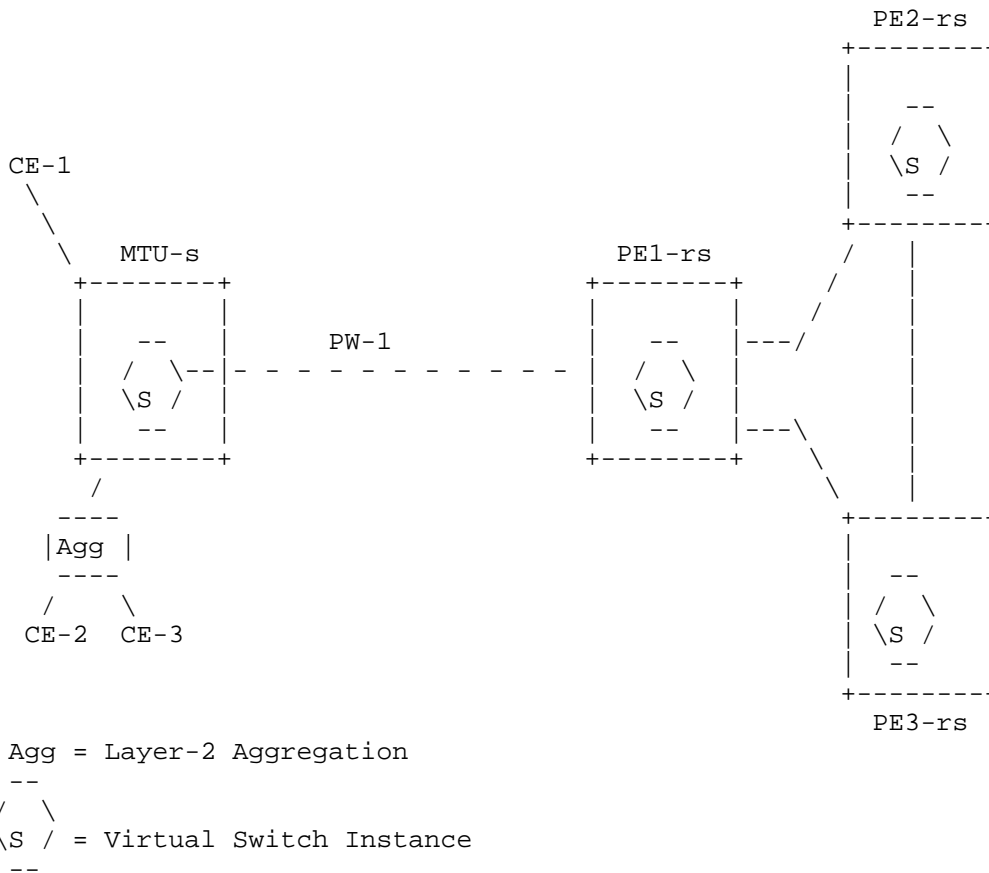 PE2-rs
S
CE-1
MTU-s PE1-rs
PW-1
S S
Agg
CE-2 CE-3
S
PE3-rs
Agg = Layer-2 Aggregation
S = Virtual Switch Instance